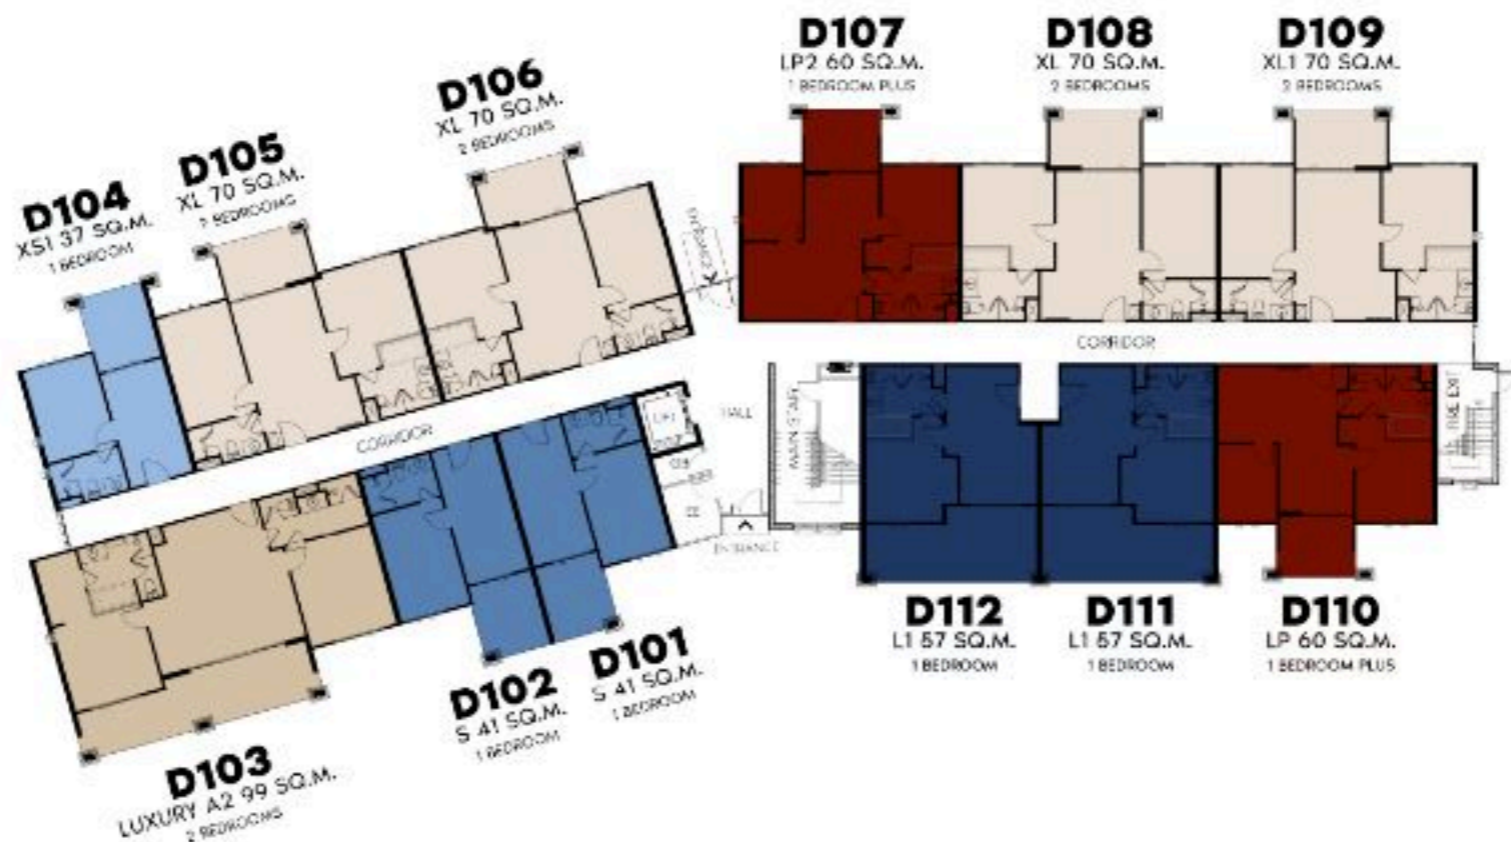 D107
LP2 60 SQ.M.
1 BEDROOM PLUS
D108
XL 70 SQ.M.
2 BEDROOMS
D109
XL1 70 SQ.M.
2 BEDROOMS
D106
XL 70 SQ.M.
2 BEDROOMS
D105
XL 70 SQ.M.
2 BEDROOMS
D104
XS1 37 SQ.M.
1 BEDROOM
ENTRANCE
CORRIDOR
CORRIDOR
LIFT
HALL
MAIN STAIR
FIRE EXIT
ENTRANCE
D112
L1 57 SQ.M.
1 BEDROOM
D111
L1 57 SQ.M.
1 BEDROOM
D110
LP 60 SQ.M.
1 BEDROOM PLUS
D101
S 41 SQ.M.
1 BEDROOM
D102
S 41 SQ.M.
1 BEDROOM
D103
LUXURY A2 99 SQ.M.
2 BEDROOMS